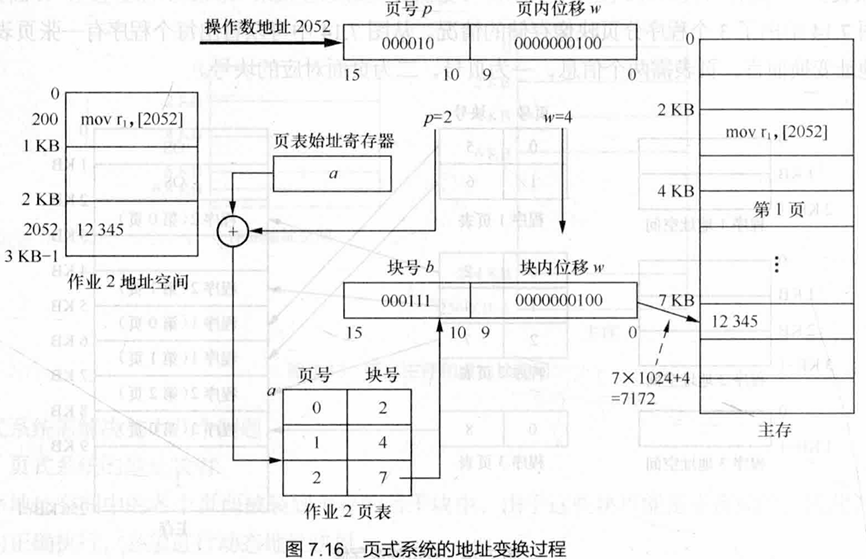 操作数地址 2052
页号 p
页内位移 w
000010
0000000100
15
10
9
0
0
200
mov r1,[2052]
1 KB
2 KB
2052
12 345
3 KB-1
作业 2 地址空间
页表始址寄存器
a
p=2
w=4
+
块号 b
块内位移 w
000111
0000000100
15
10
9
0
页号
块号
a
0
2
1
4
2
7
作业 2 页表
0
2 KB
mov r1,[2052]
4 KB
第 1 页
⋮
7 KB
12 345
7×1024+4
=7172
主存
图 7.16 页式系统的地址变换过程